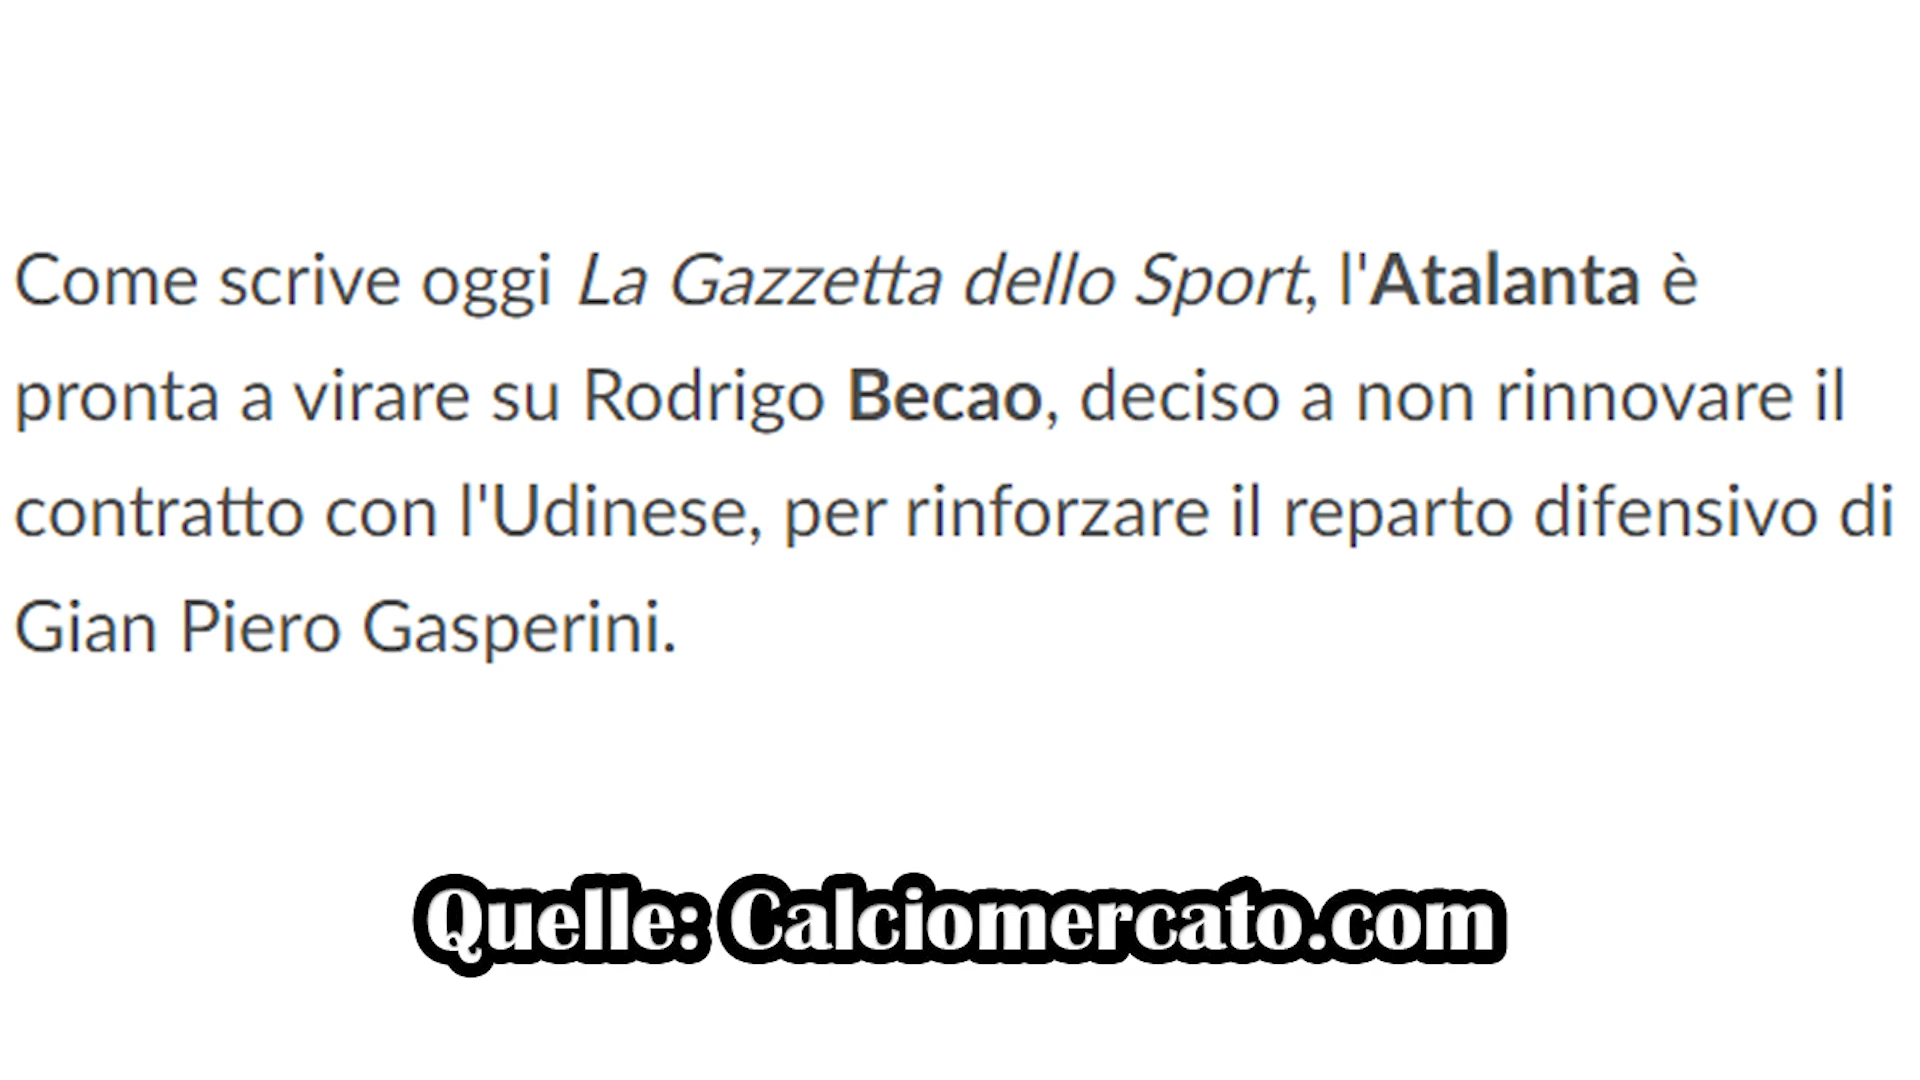 Come scrive oggi La Gazzetta dello Sport, l'Atalanta è
pronta a virare su Rodrigo Becao, deciso a non rinnovare il
contratto con l'Udinese, per rinforzare il reparto difensivo di
Gian Piero Gasperini.
Quelle: Calciomercato.com